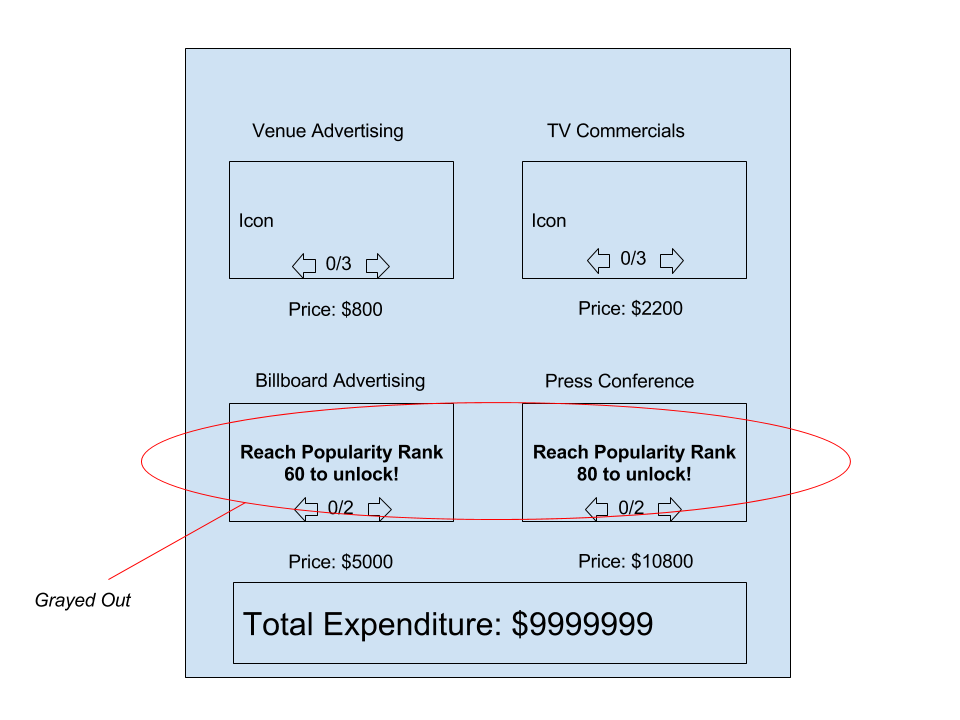 Venue Advertising
TV Commercials
Icon
Icon
0/3
0/3
Price: $800
Price: $2200
Billboard Advertising
Press Conference
Reach Popularity Rank
60 to unlock!
Reach Popularity Rank
80 to unlock!
0/2
0/2
Price: $5000
Price: $10800
Grayed Out
Total Expenditure: $9999999